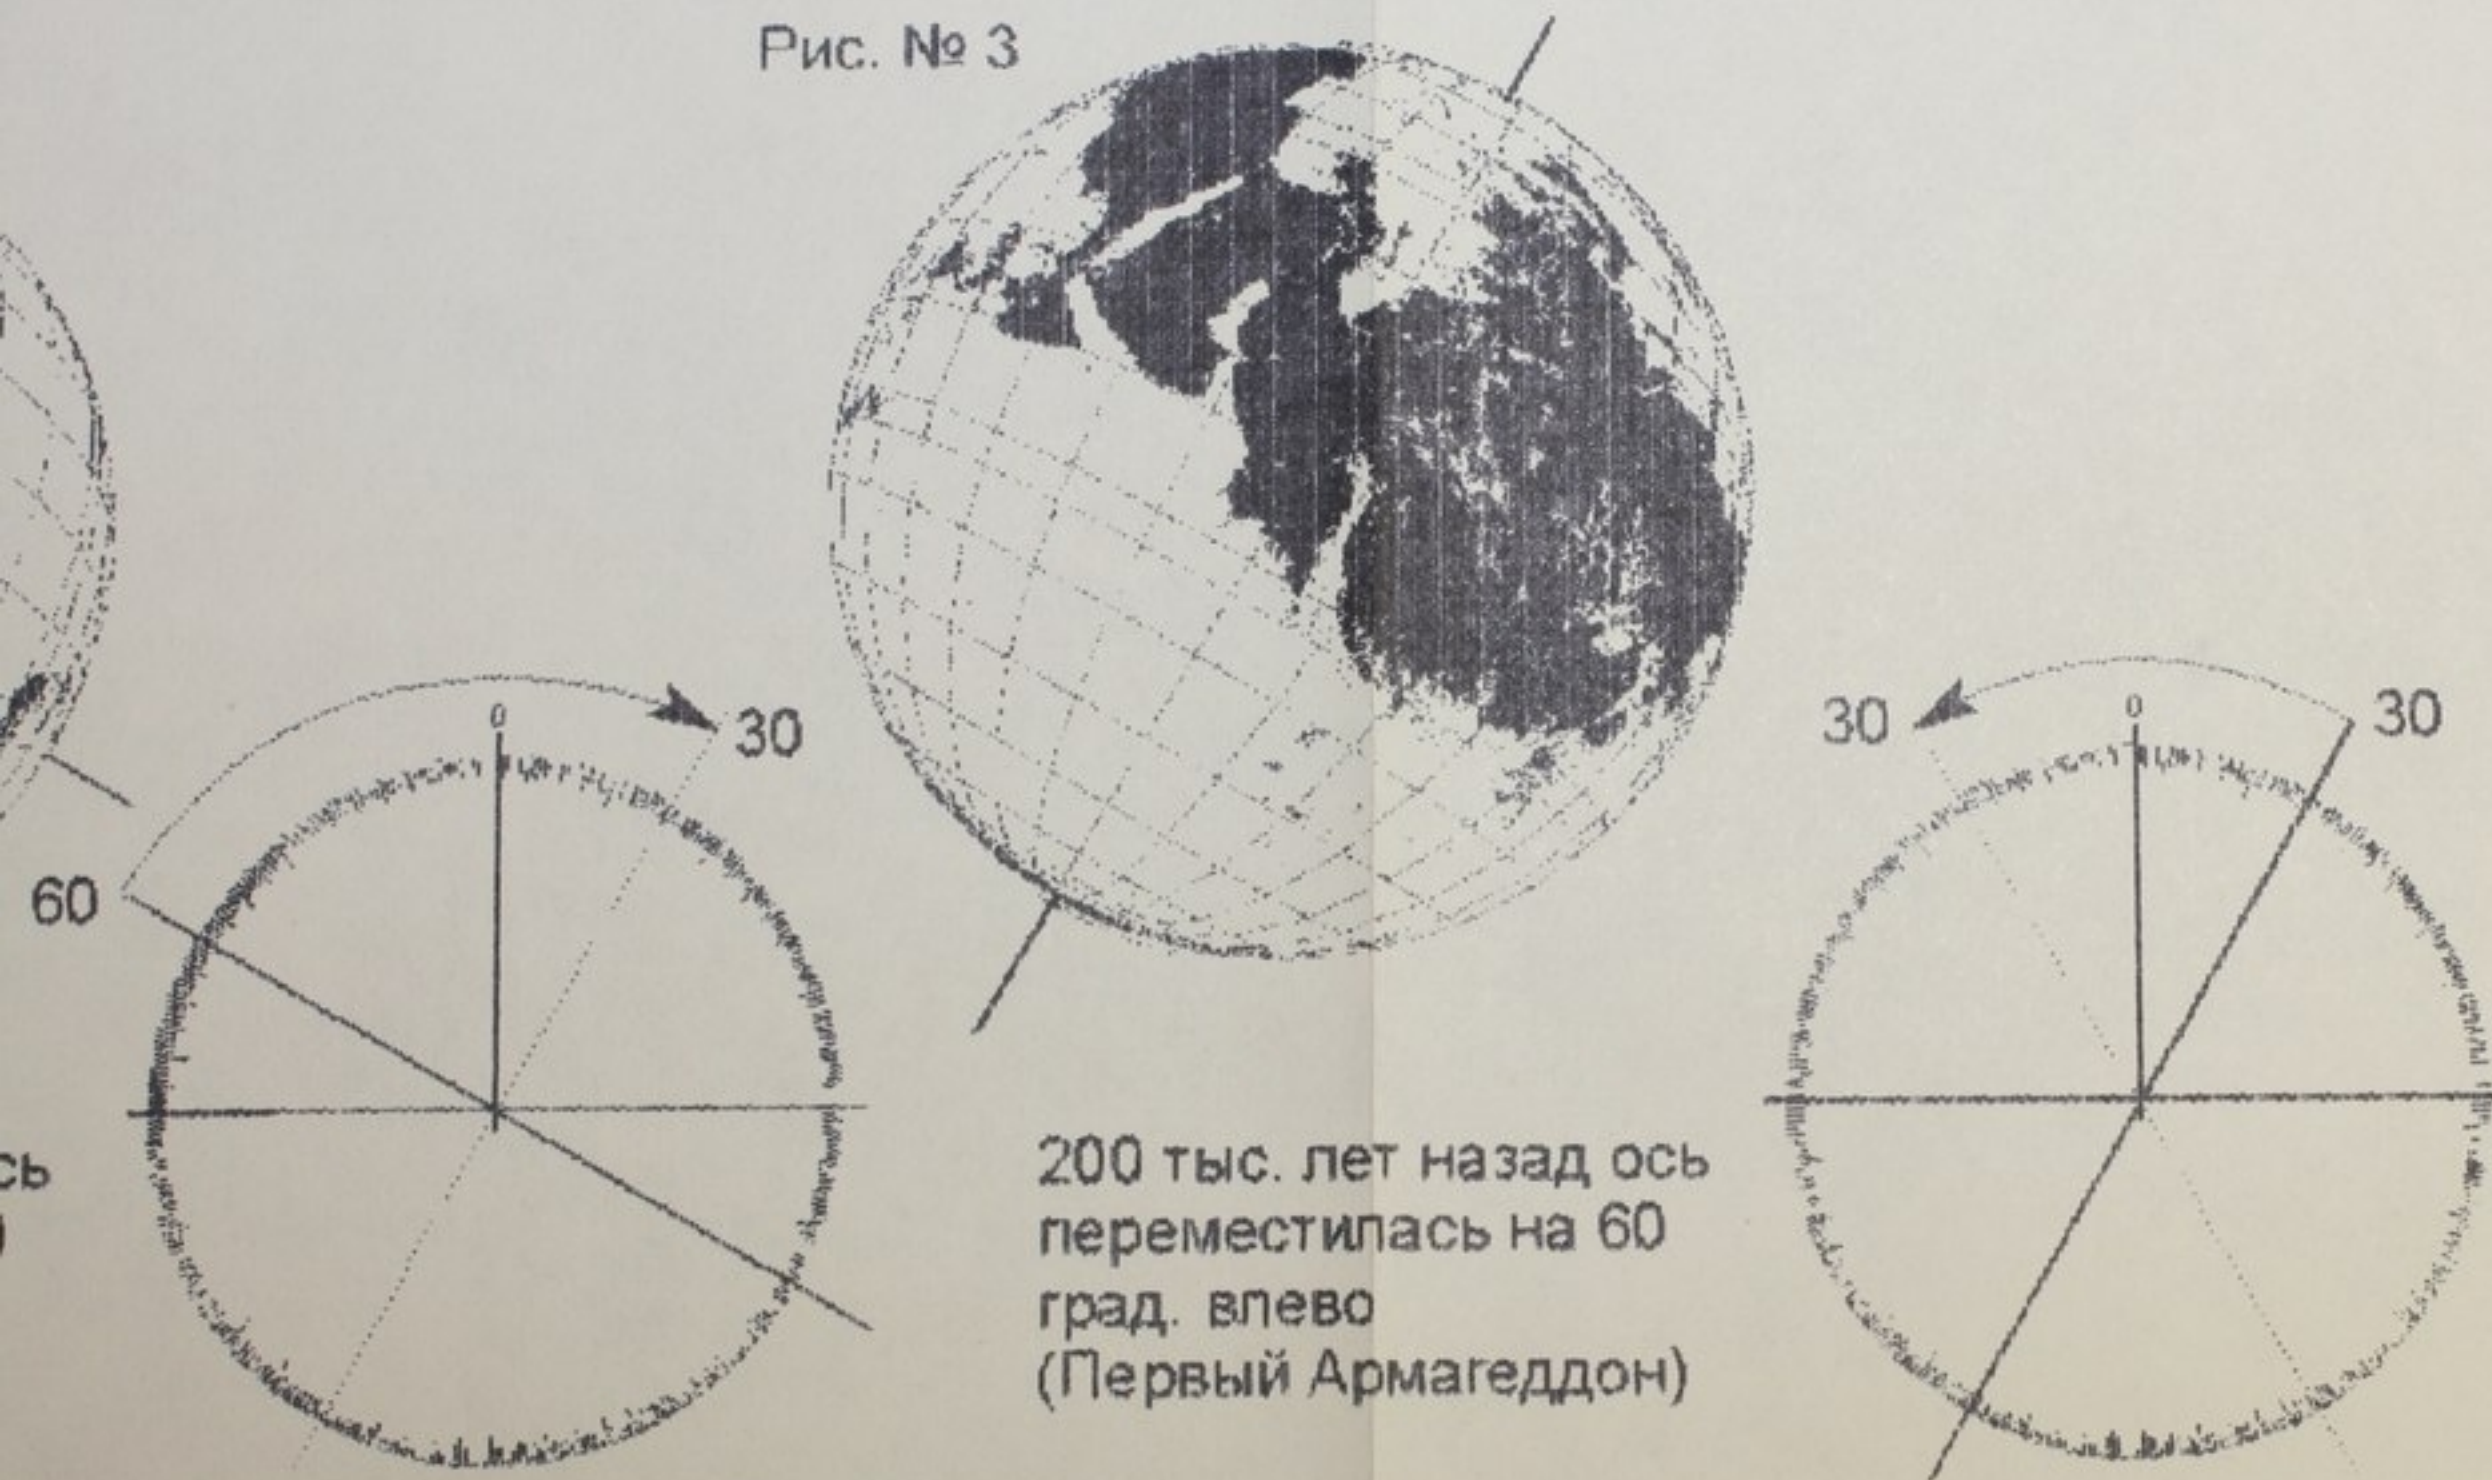 Рис. № 3
0
30
60
30
0
30
сь
200 тыс. лет назад ось
переместилась на 60
град. влево
(Первый Армагеддон)